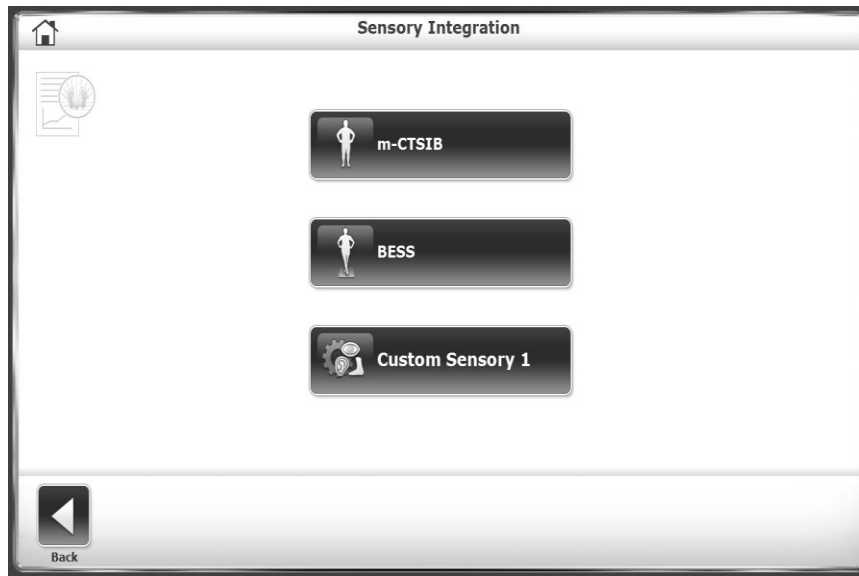 Sensory Integration
m-CTSIB
BESS
Custom Sensory 1
Back